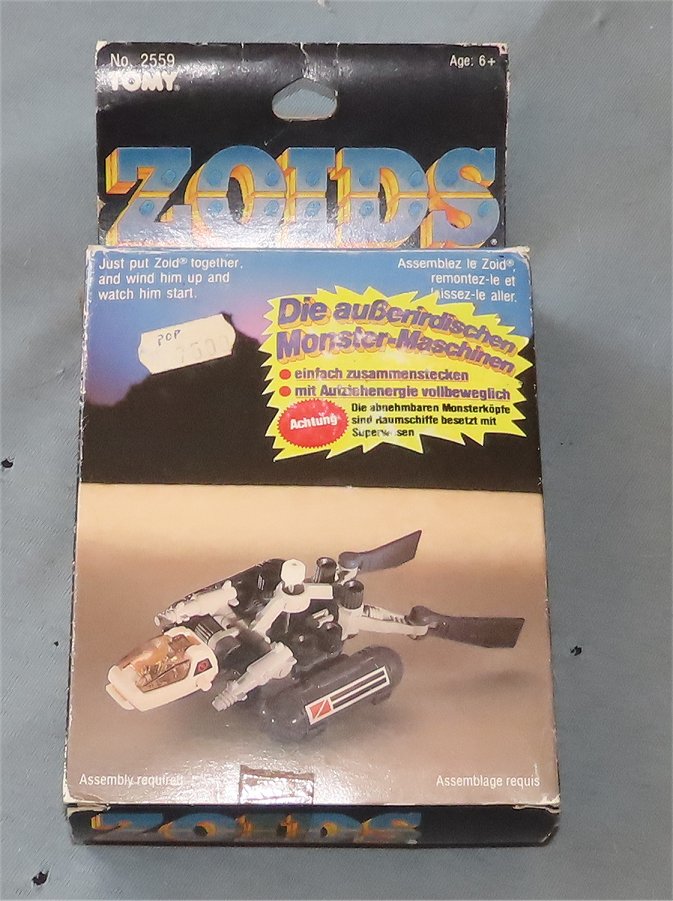 No. 2559
TOMY®
Age: 6+
ZOIDS®
Just put Zoid® together,
and wind him up and
watch him start.
Assemblez le Zoid®,
remontez-le et
laissez-le aller.
POP
Die außerirdischen
Monster-Maschinen
einfach zusammenstecken
mit Aufziehenergie vollbeweglich
Achtung
Die abnehmbaren Monsterköpfe
sind Raumschiffe besetzt mit
Superwesen
Assembly required
Assemblage requis
ZOIDS